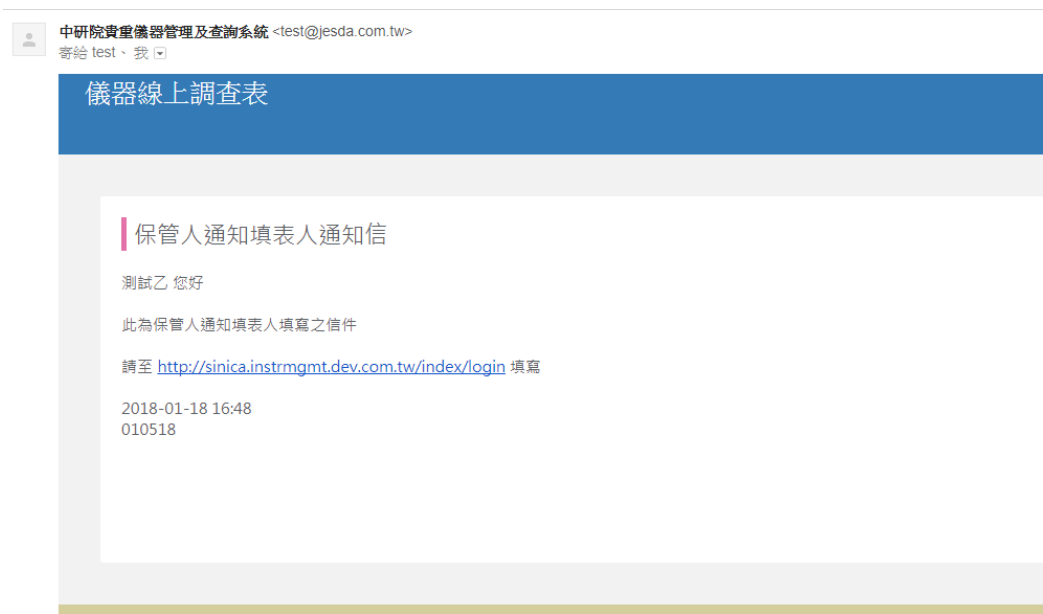 中研院貴重儀器管理及查詢系統 <test@jesda.com.tw>
寄給 test、 我
儀器線上調查表
保管人通知填表人通知信
測試乙 您好
此為保管人通知填表人填寫之信件
請至 http://sinica.instrmgmt.dev.com.tw/index/login 填寫
2018-01-18 16:48
010518